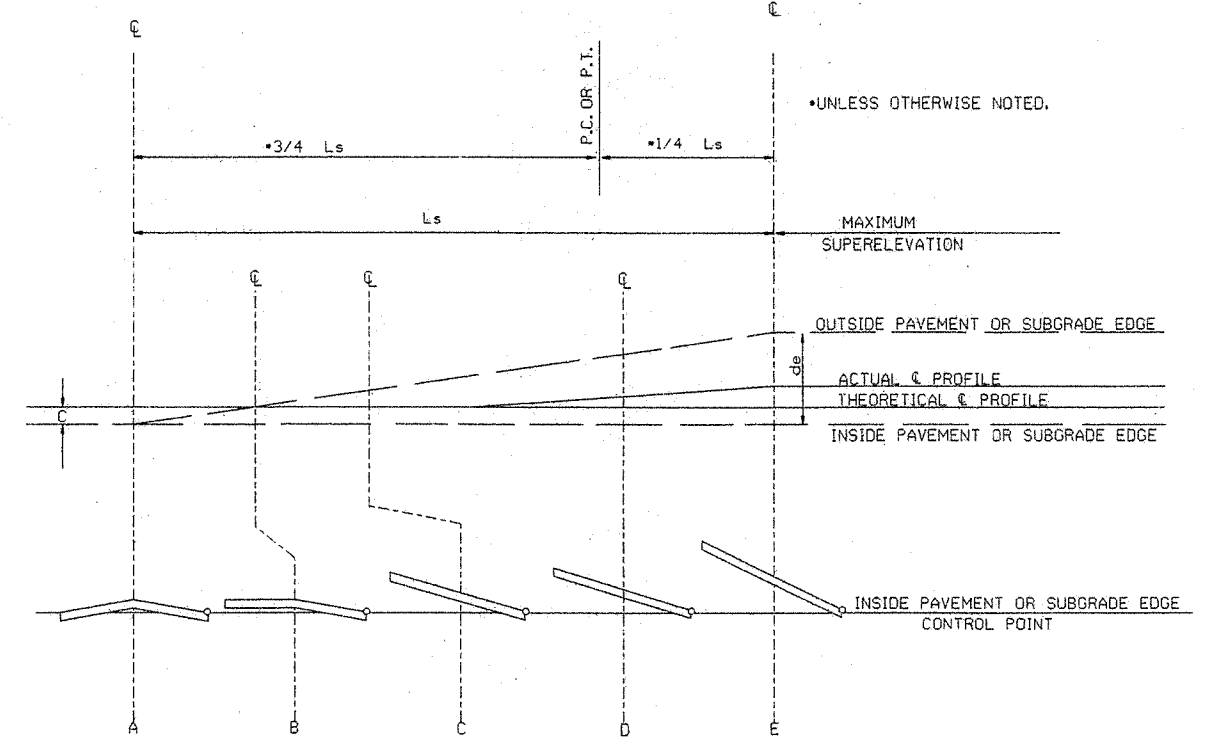 ℄
℄
P.C. OR P.T.
*UNLESS OTHERWISE NOTED.
*3/4 Ls
*1/4 Ls
Ls
MAXIMUM
SUPERELEVATION
℄
℄
℄
OUTSIDE PAVEMENT OR SUBGRADE EDGE
de
ACTUAL ℄ PROFILE
THEORETICAL ℄ PROFILE
C
INSIDE PAVEMENT OR SUBGRADE EDGE
INSIDE PAVEMENT OR SUBGRADE EDGE
CONTROL POINT
A
B
C
D
E